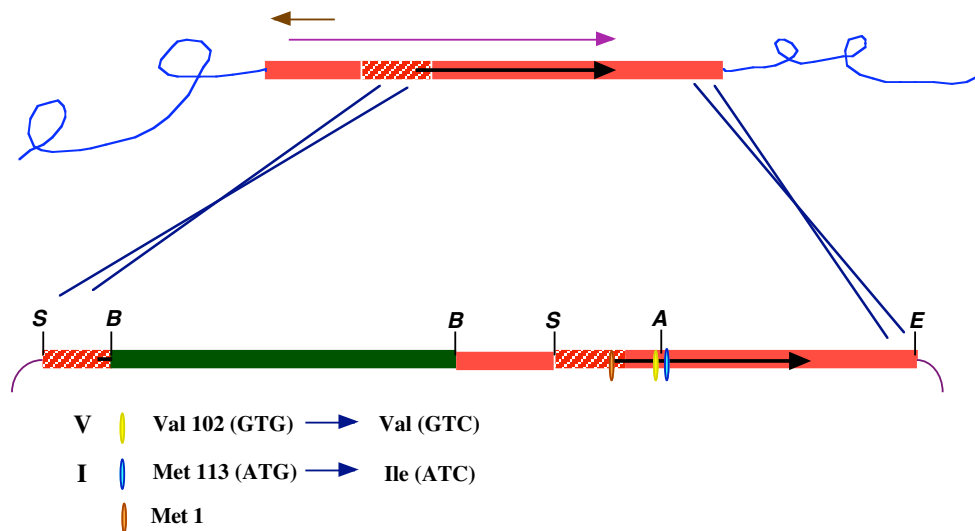 S B B S A E
V Val 102 (GTG) Val (GTC)
I Met 113 (ATG) Ile (ATC)
Met 1